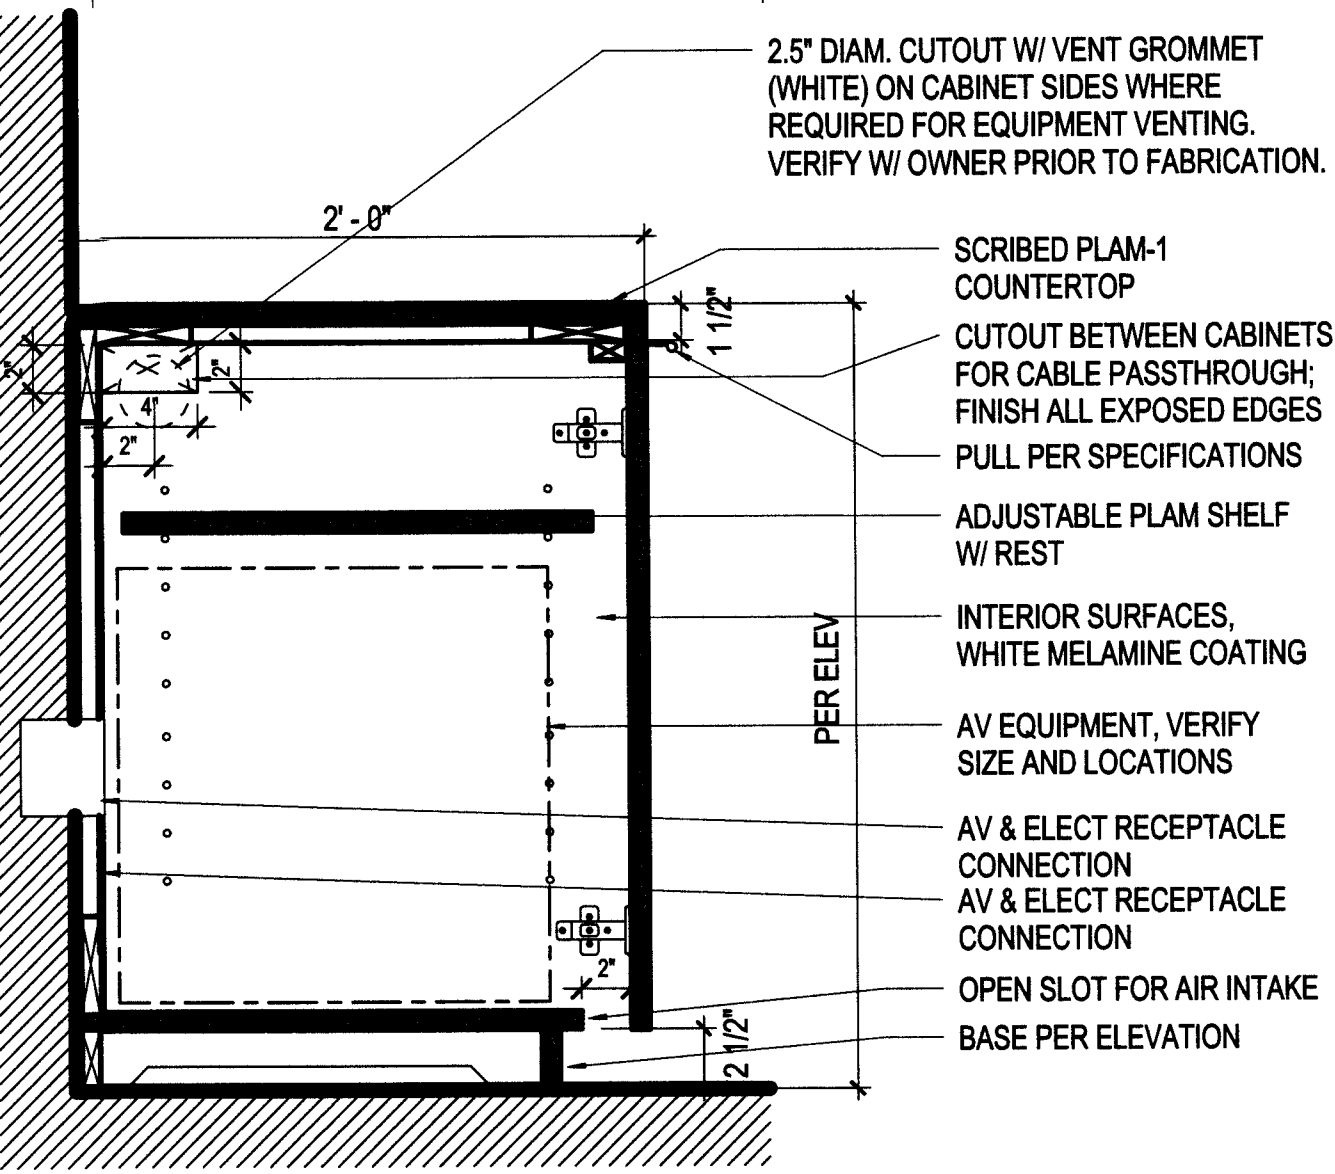 2.5" DIAM. CUTOUT W/ VENT GROMMET
(WHITE) ON CABINET SIDES WHERE
REQUIRED FOR EQUIPMENT VENTING.
VERIFY W/ OWNER PRIOR TO FABRICATION.
2' - 0"
SCRIBED PLAM-1
COUNTERTOP
1 1/2"
CUTOUT BETWEEN CABINETS
FOR CABLE PASSTHROUGH;
FINISH ALL EXPOSED EDGES
2"
2"
4"
2"
PULL PER SPECIFICATIONS
ADJUSTABLE PLAM SHELF
W/ REST
INTERIOR SURFACES,
WHITE MELAMINE COATING
PER ELEV
AV EQUIPMENT, VERIFY
SIZE AND LOCATIONS
AV & ELECT RECEPTACLE
CONNECTION
AV & ELECT RECEPTACLE
CONNECTION
2"
OPEN SLOT FOR AIR INTAKE
2 1/2"
BASE PER ELEVATION